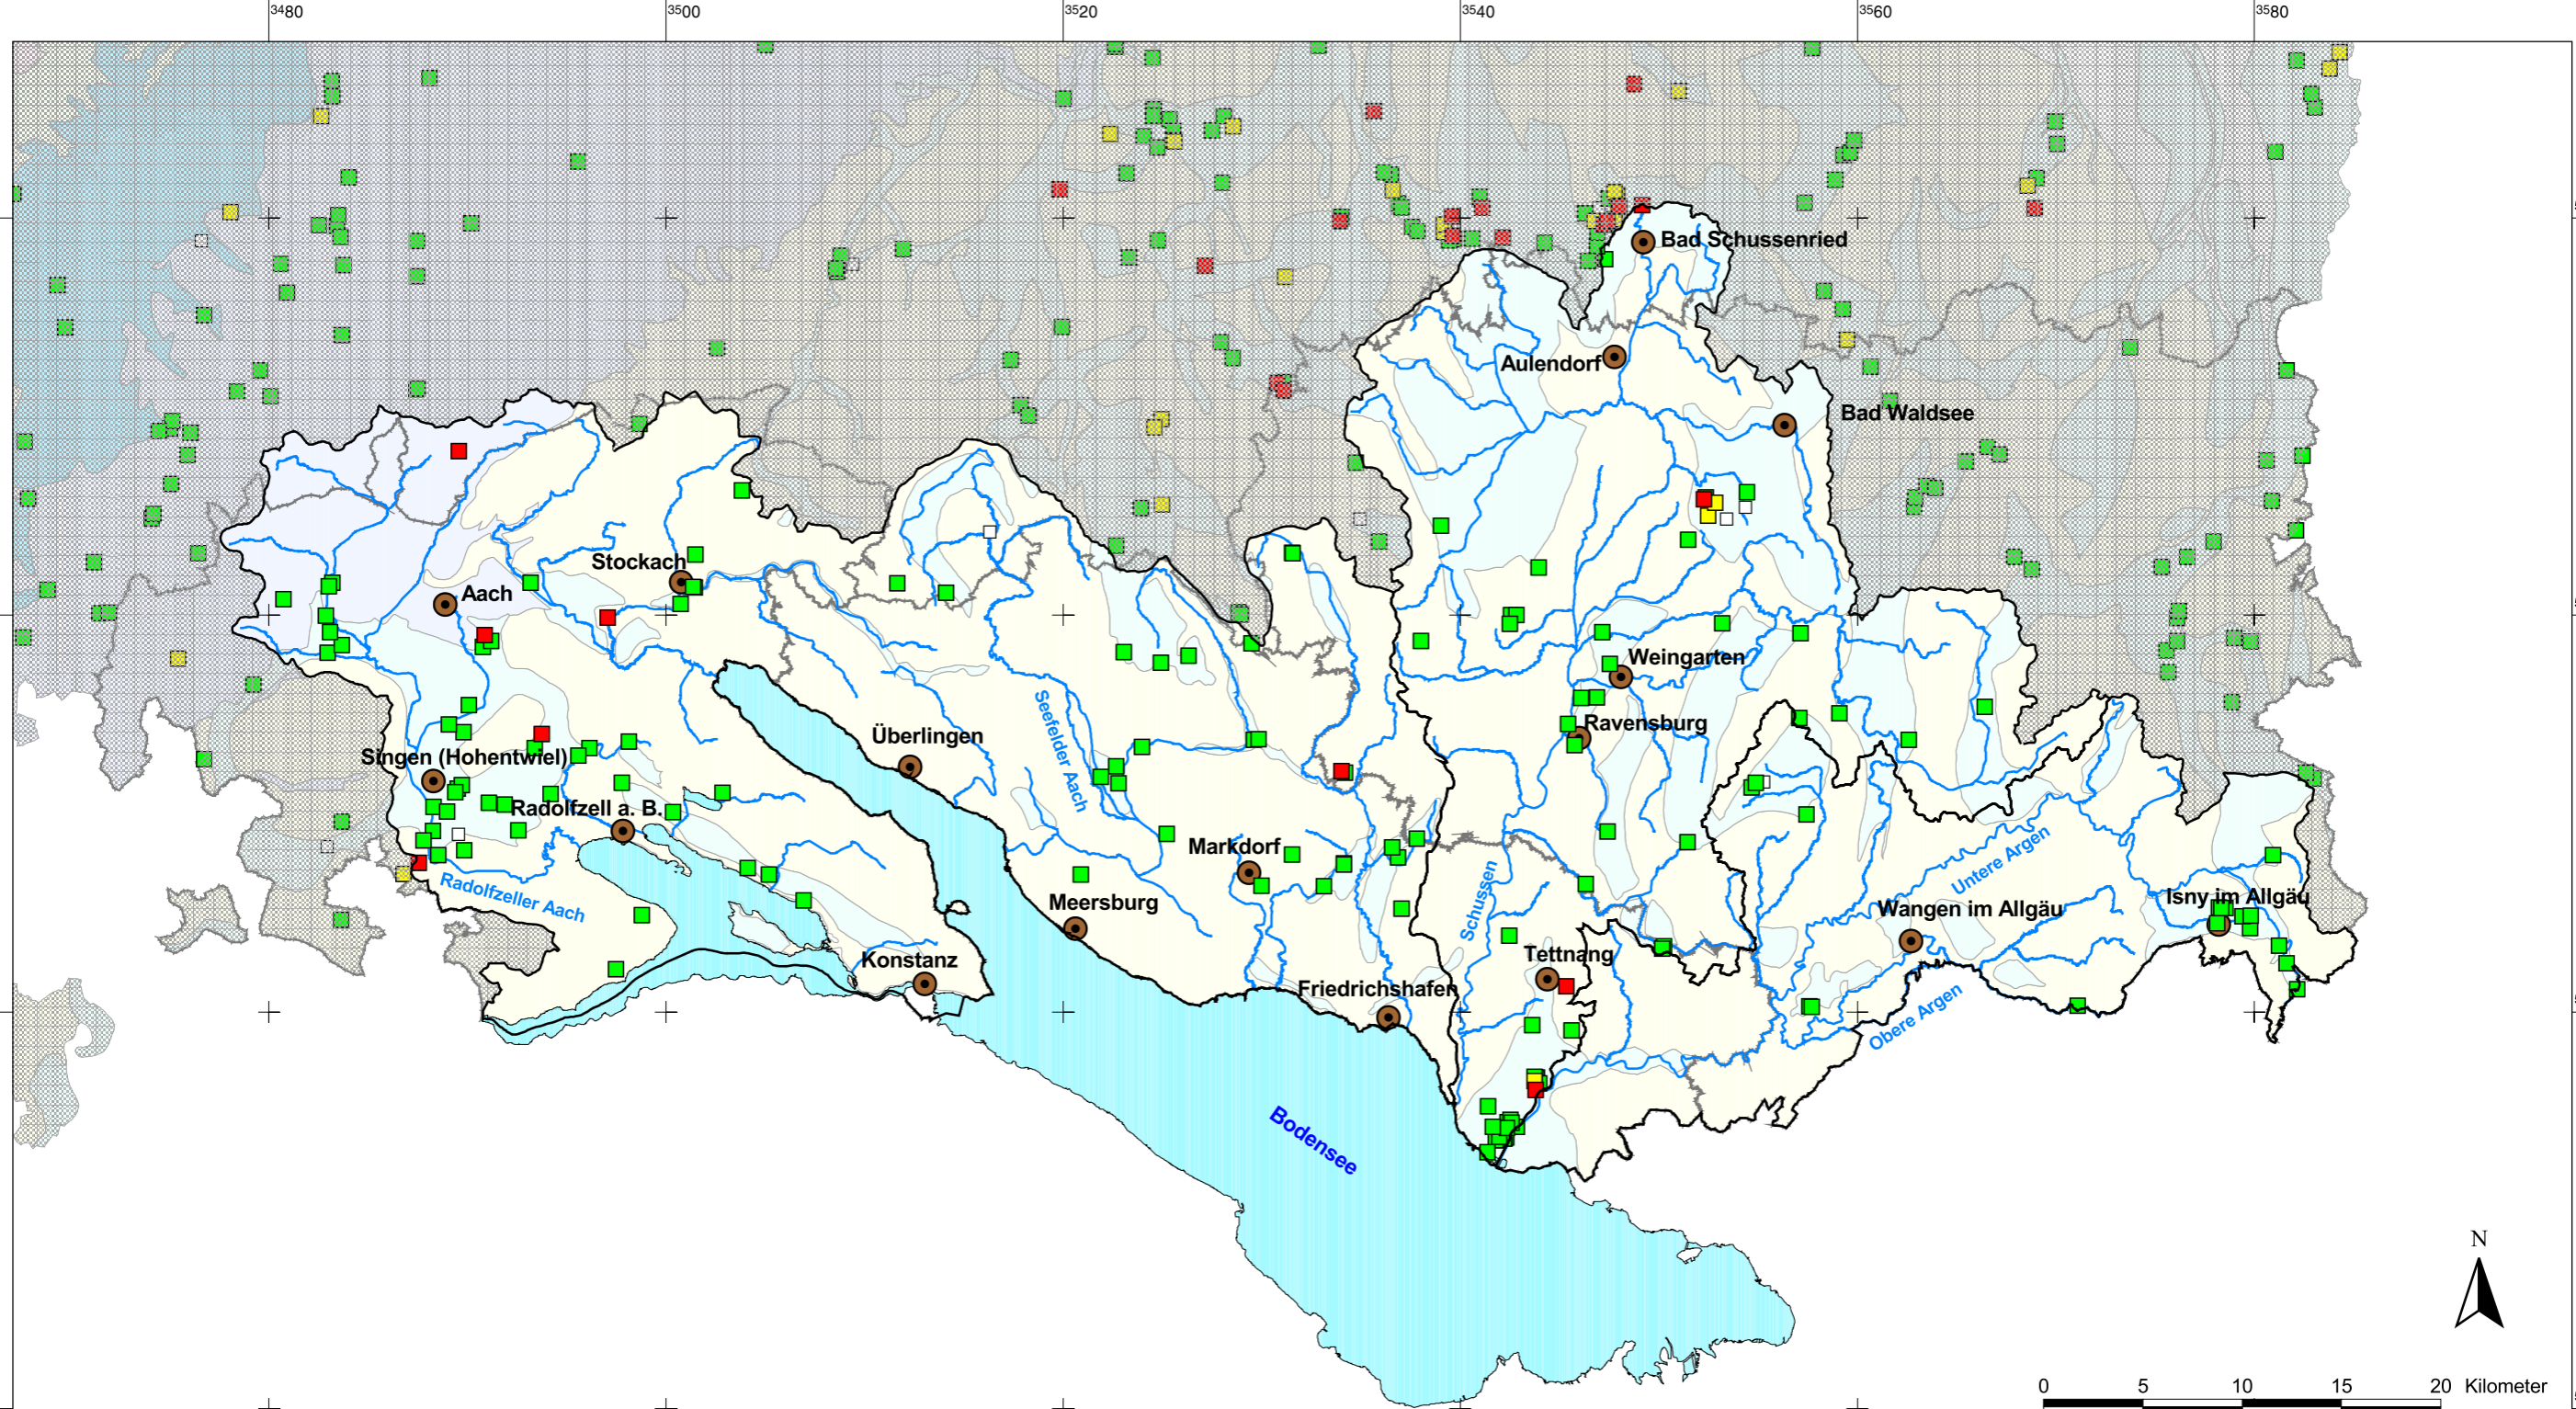 3480
3500
3520
3540
3560
3580
Bad Schussenried
Aulendorf
Bad Waldsee
Stockach
Aach
Weingarten
Seefelder Aach
Ravensburg
Überlingen
Singen (Hohentwiel)
Radolfzell a. B.
Markdorf
Untere Argen
Schussen
Radolfzeller Aach
Isny im Allgäu
Meersburg
Wangen im Allgäu
Konstanz
Tettnang
Friedrichshafen
Obere Argen
Bodensee
N
0 5 10 15 20 Kilometer